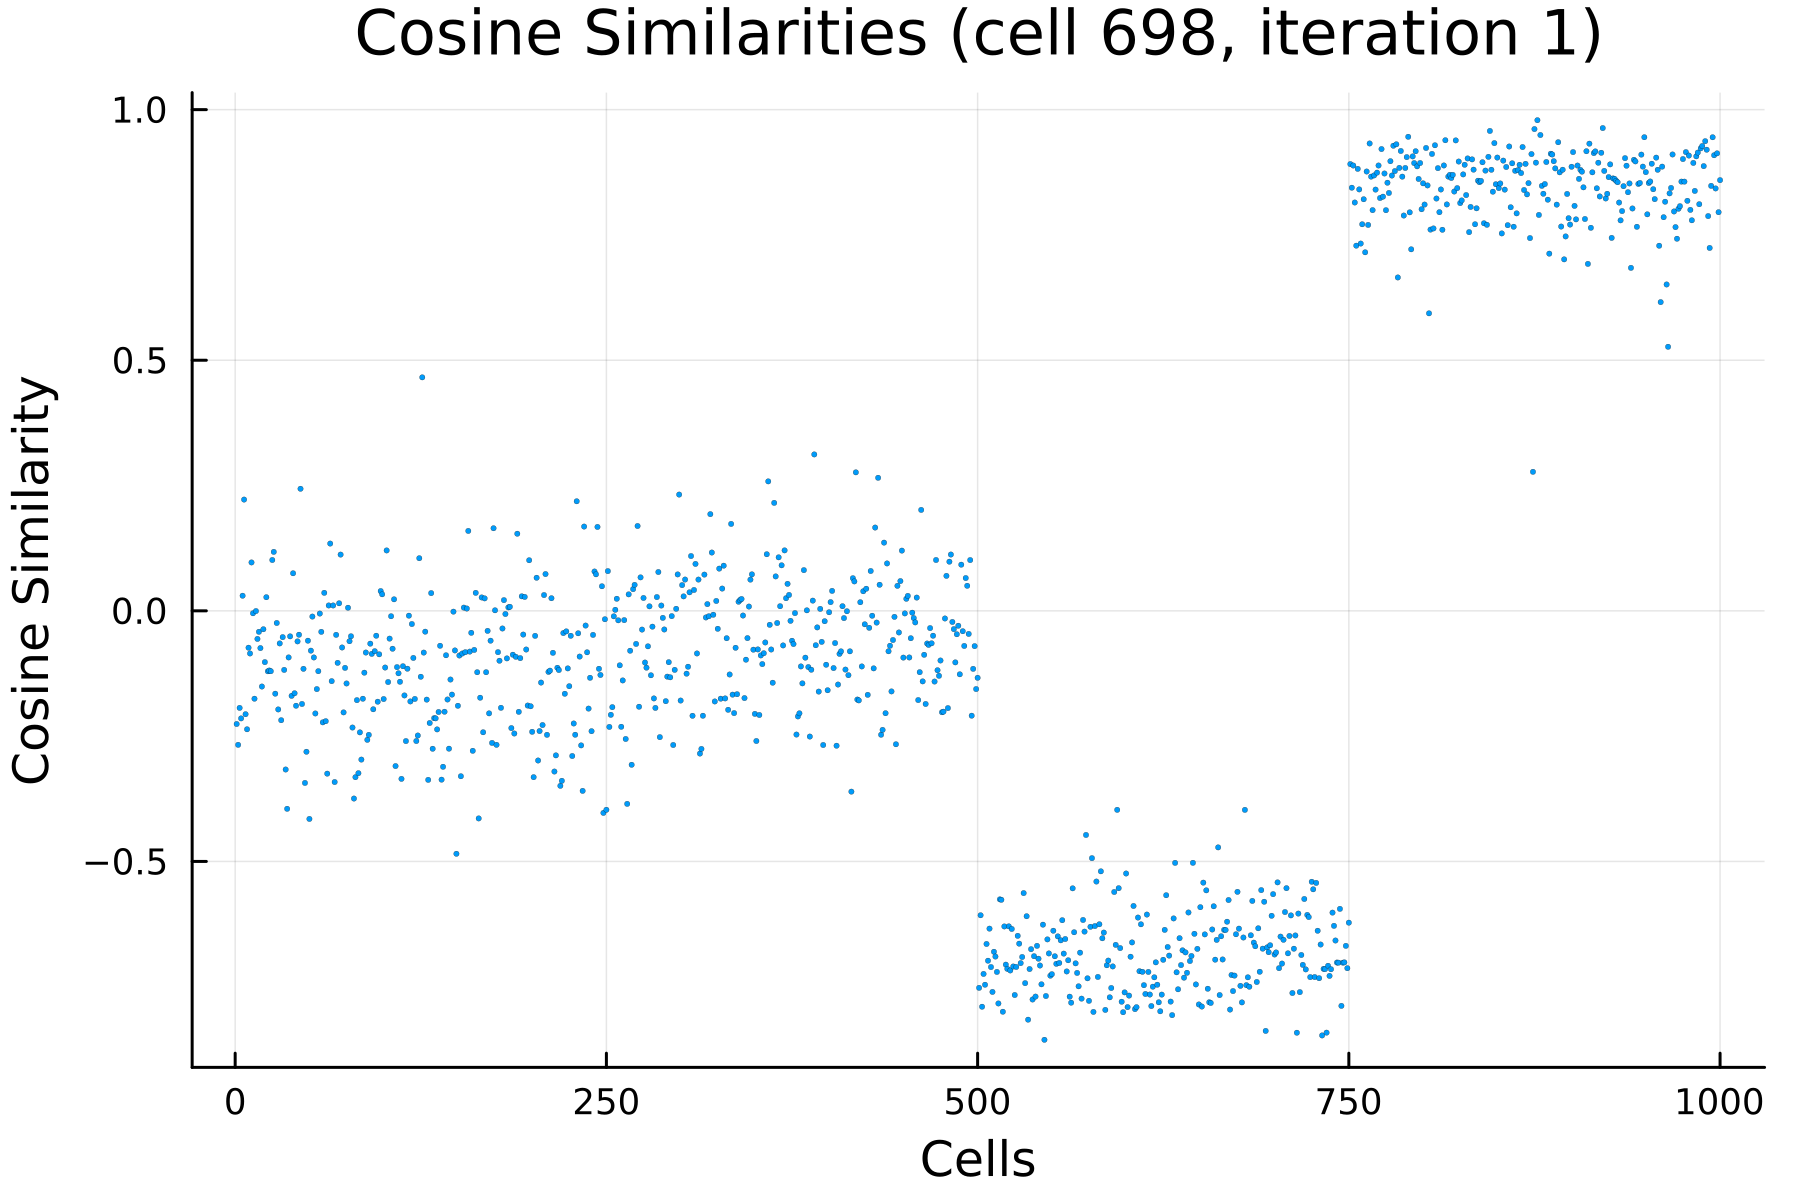 Cosine Similarities (cell 698, iteration 1)
1.0
0.5
0.0
−0.5
Cosine Similarity
0 250 500 750 1000
Cells